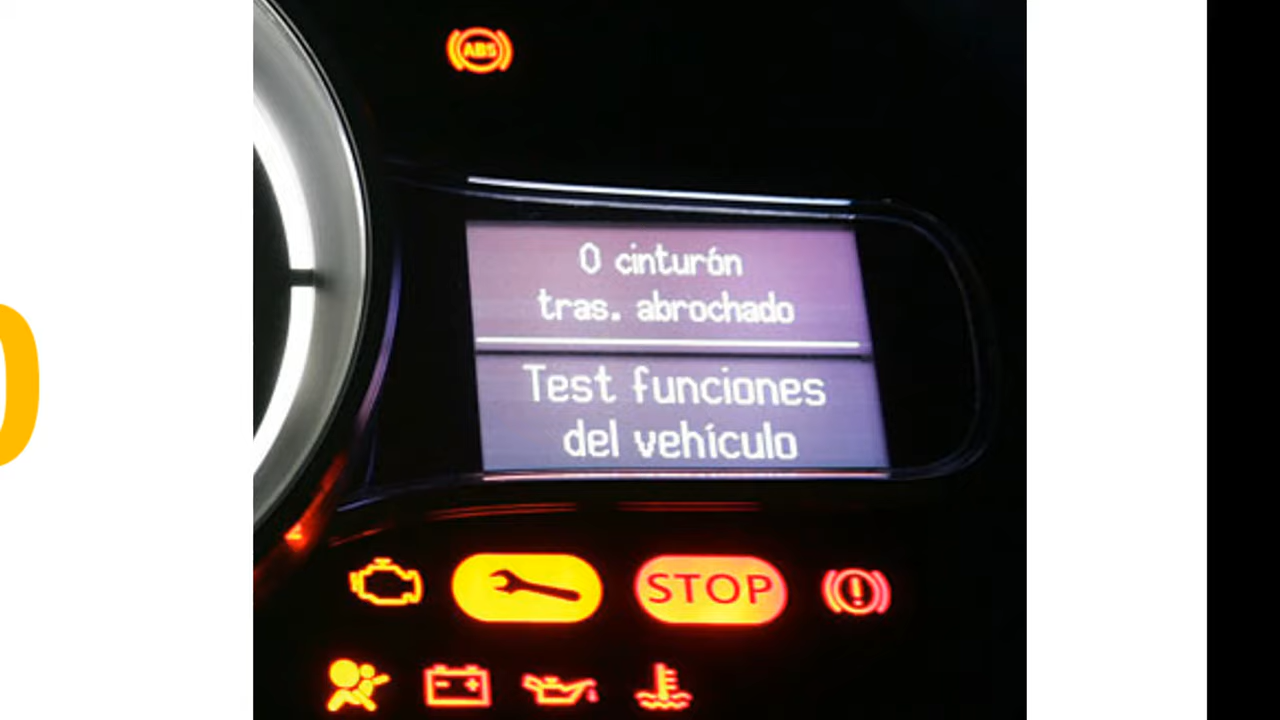 ABS
0 cinturón
tras. abrochado
Test funciones
del vehículo
STOP